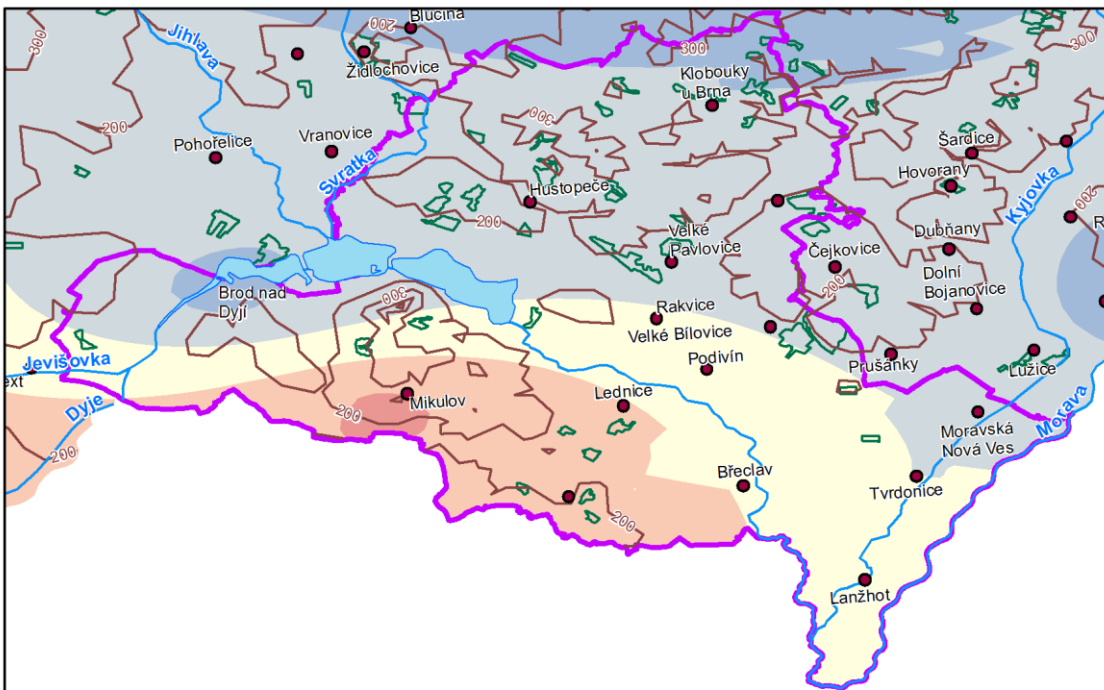 Blučina
200
300
300
300
Jihlava
Židlochovice
Klobouky
u Brna
300
200
Pohořelice
Vranovice
Svratka
Šardice
Hovorany
Hustopeče
200
200
Kyjovka
R
Velké
Pavlovice
Čejkovice
Dubňany
Dolní
Bojanovice
200
Brod nad
Dyjí
300
Rakvice
Velké Bílovice
Podivín
Prušánky
Lužice
Jevišovka
ext
Dyje
Mikulov
200
Lednice
Morava
Moravská
Nová Ves
200
Břeclav
Tvrdonice
200
Lanžhot